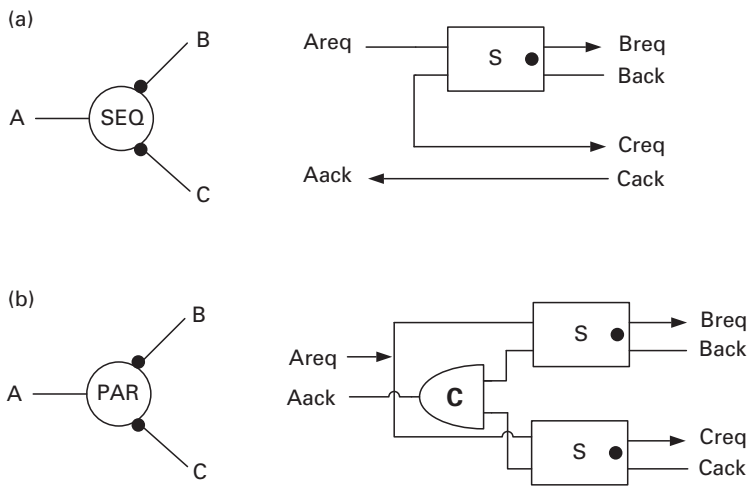 (a)
B
A
SEQ
C
Areq
S
Breq
Back
Creq
Aack
Cack
(b)
B
A
PAR
C
Areq
Aack
C
S
Breq
Back
S
Creq
Cack